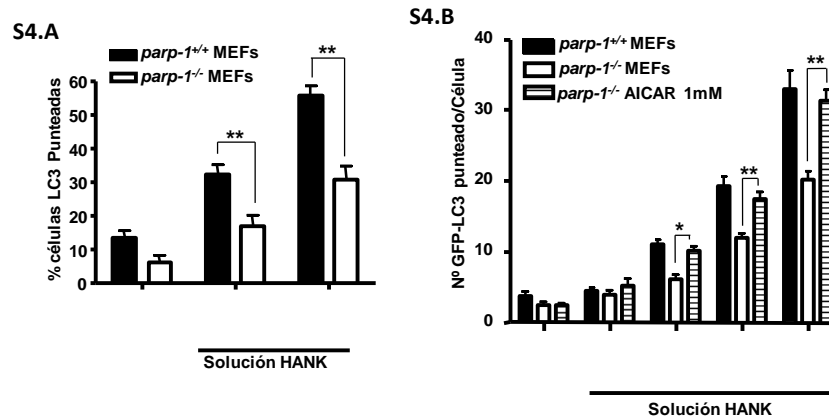 S4.A
parp-1+/+ MEFs
parp-1-/- MEFs
% células LC3 Punteadas
60
50
40
30
20
10
0
**
**
Solución HANK
S4.B
parp-1+/+ MEFs
parp-1-/- MEFs
parp-1-/- AICAR 1mM
Nº GFP-LC3 punteado/Célula
40
30
20
10
0
*
**
**
Solución HANK